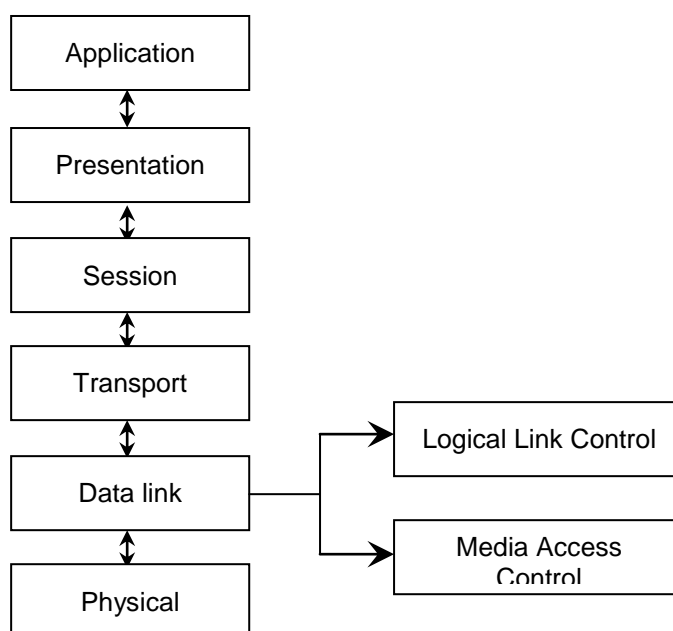 Application
Presentation
Session
Transport
Data link
Physical
Logical Link Control
Media Access
Control